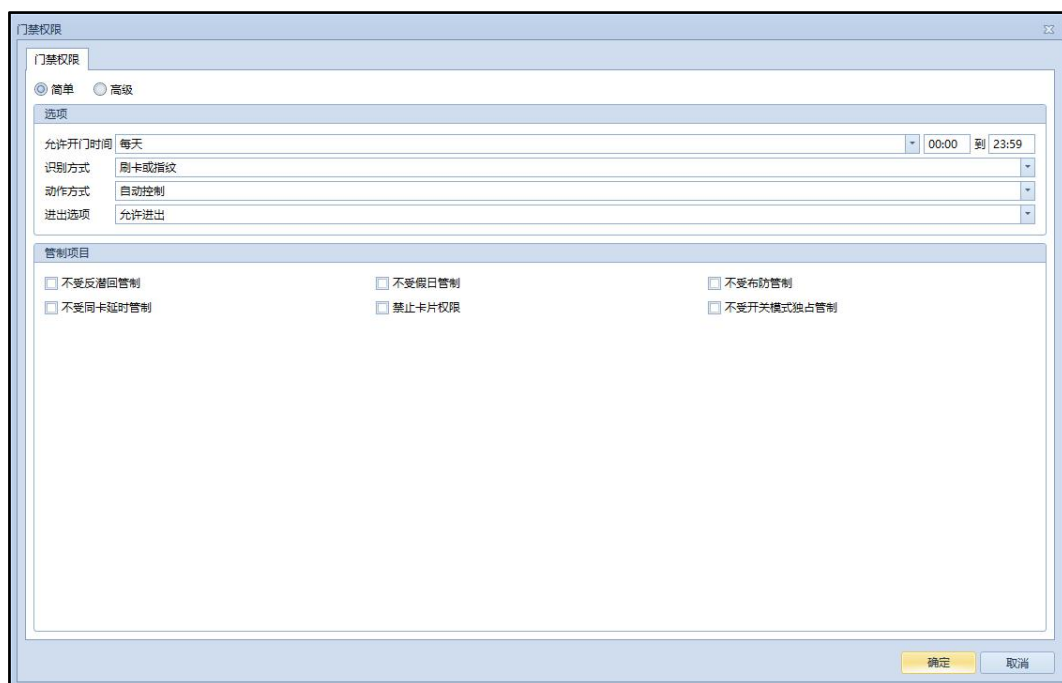 门禁权限
门禁权限
简单 高级
选项
允许开门时间 每天 00:00 到 23:59
识别方式 刷卡或指纹
动作方式 自动控制
进出选项 允许进出
管制项目
不受反潜回管制 不受假日管制 不受布防管制
不受同卡延时管制 禁止卡片权限 不受开关模式独占管制
确定 取消